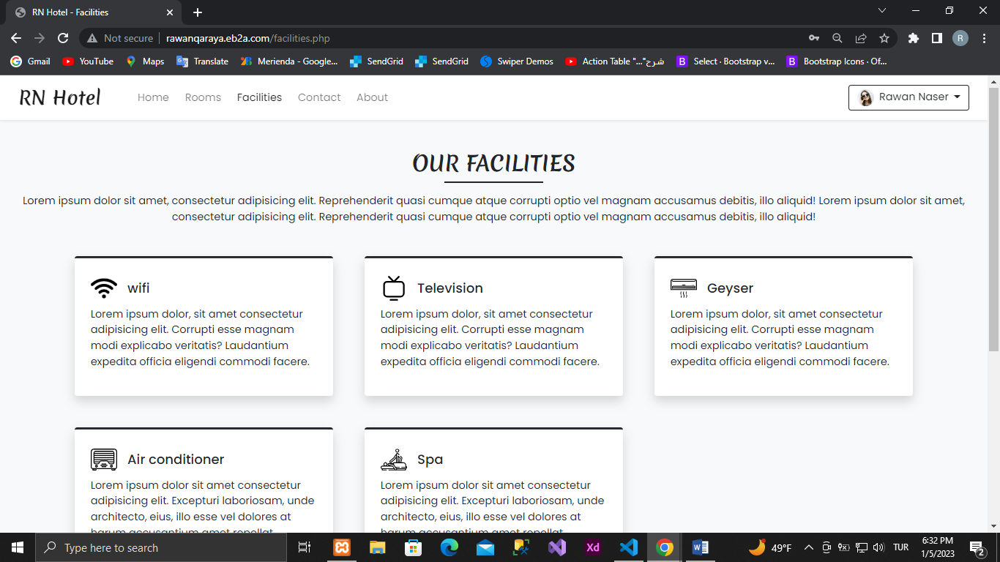 RN Hotel - Facilities
Not secure rawanqaraya.eb2a.com/facilities.php
R
Gmail YouTube Maps Translate Merienda - Google... SendGrid SendGrid Swiper Demos Action Table "..."شرح Select · Bootstrap v... Bootstrap Icons · Of...
RN Hotel Home Rooms Facilities Contact About Rawan Naser
OUR FACILITIES
Lorem ipsum dolor sit amet, consectetur adipisicing elit. Reprehenderit quasi cumque atque corrupti optio vel magnam accusamus debitis, illo aliquid! Lorem ipsum dolor sit amet,
consectetur adipisicing elit. Reprehenderit quasi cumque atque corrupti optio vel magnam accusamus debitis, illo aliquid!
wifi
Lorem ipsum dolor, sit amet consectetur
adipisicing elit. Corrupti esse magnam
modi explicabo veritatis? Laudantium
expedita officia eligendi commodi facere.
Television
Lorem ipsum dolor, sit amet consectetur
adipisicing elit. Corrupti esse magnam
modi explicabo veritatis? Laudantium
expedita officia eligendi commodi facere.
Geyser
Lorem ipsum dolor, sit amet consectetur
adipisicing elit. Corrupti esse magnam
modi explicabo veritatis? Laudantium
expedita officia eligendi commodi facere.
Air conditioner
Lorem ipsum dolor sit amet consectetur
adipisicing elit. Excepturi laboriosam, unde
architecto, eius, illo esse vel dolores at
harum accusantium amet repellat
Spa
Lorem ipsum dolor sit amet consectetur
adipisicing elit. Excepturi laboriosam, unde
architecto, eius, illo esse vel dolores at
harum accusantium amet repellat
Type here to search
Xd
49°F
TUR
6:32 PM
1/5/2023
2